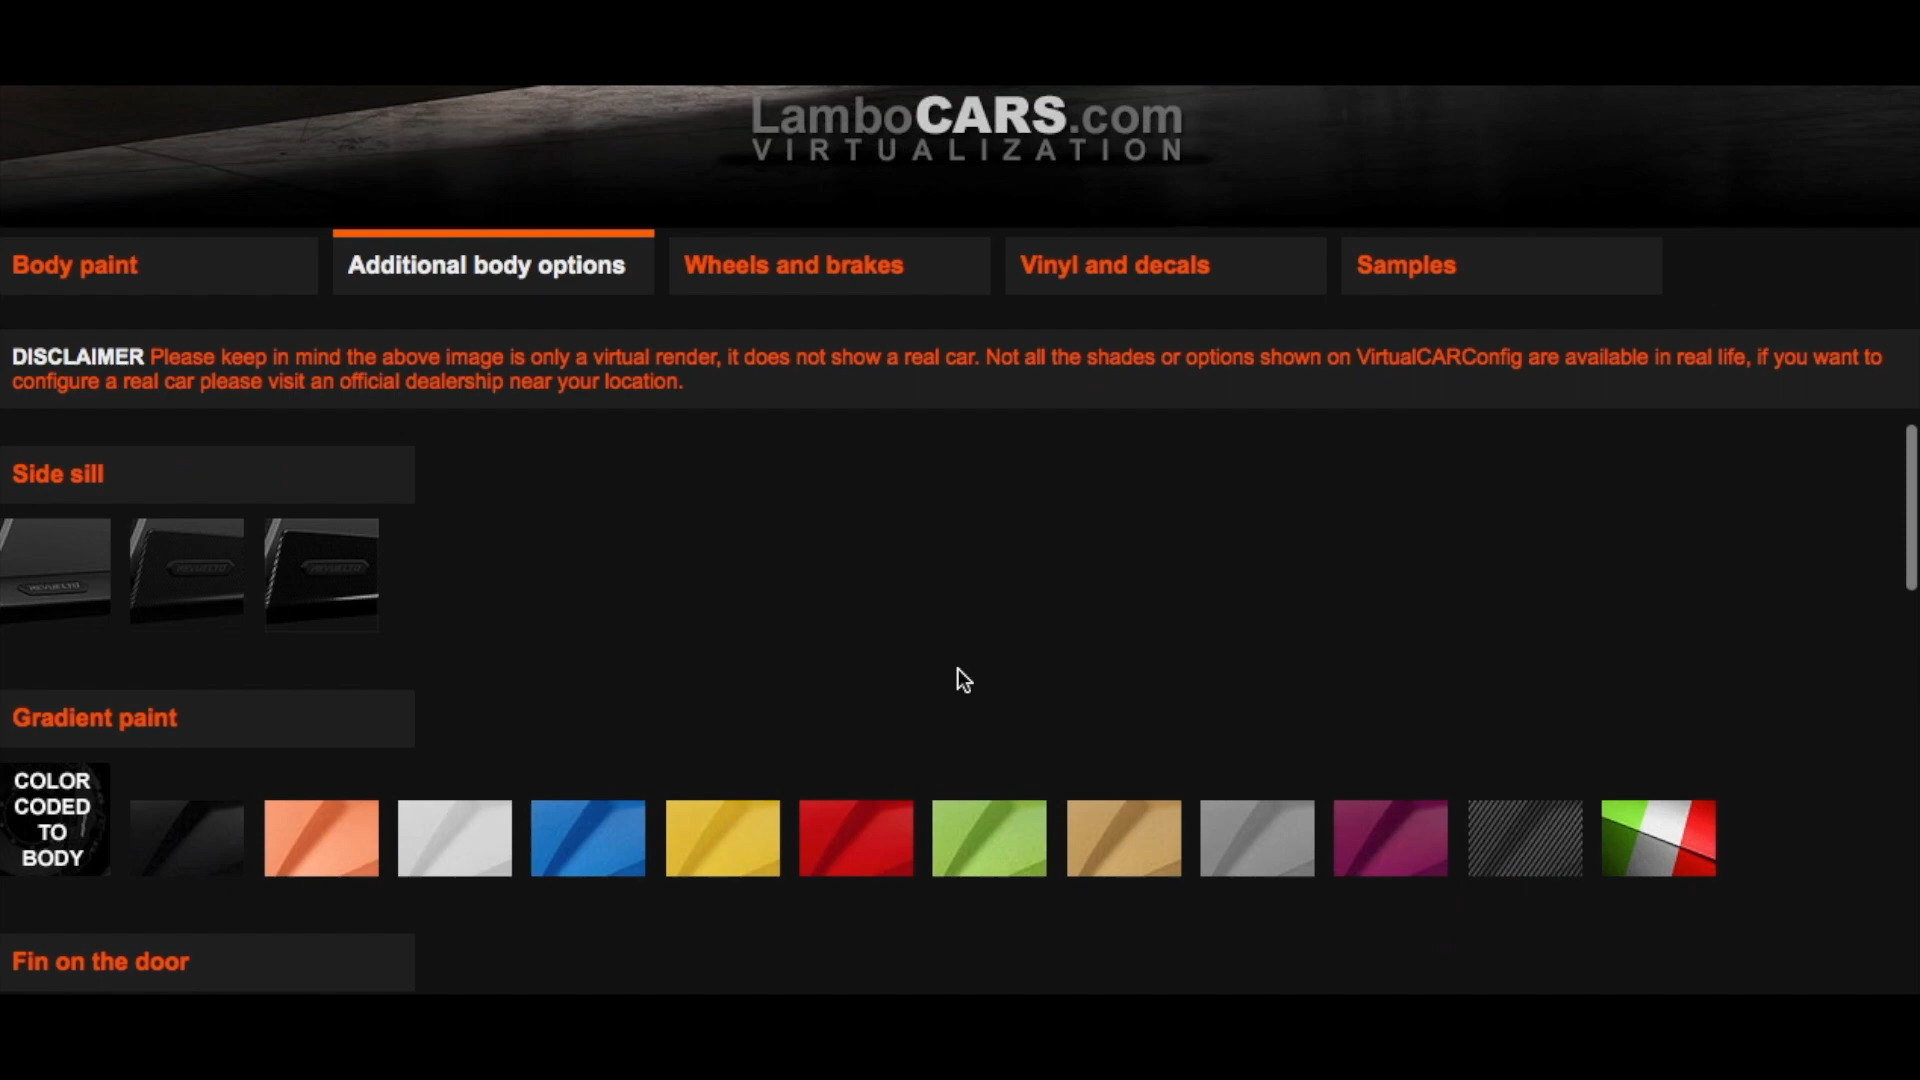 LamboCARS.com
VIRTUALIZATION
Body paint
Additional body options
Wheels and brakes
Vinyl and decals
Samples
DISCLAIMER Please keep in mind the above image is only a virtual render, it does not show a real car. Not all the shades or options shown on VirtualCARConfig are available in real life, if you want to
configure a real car please visit an official dealership near your location.
Side sill
REVUELTO
REVUELTO
REVUELTO
Gradient paint
COLOR
CODED
TO
BODY
Fin on the door